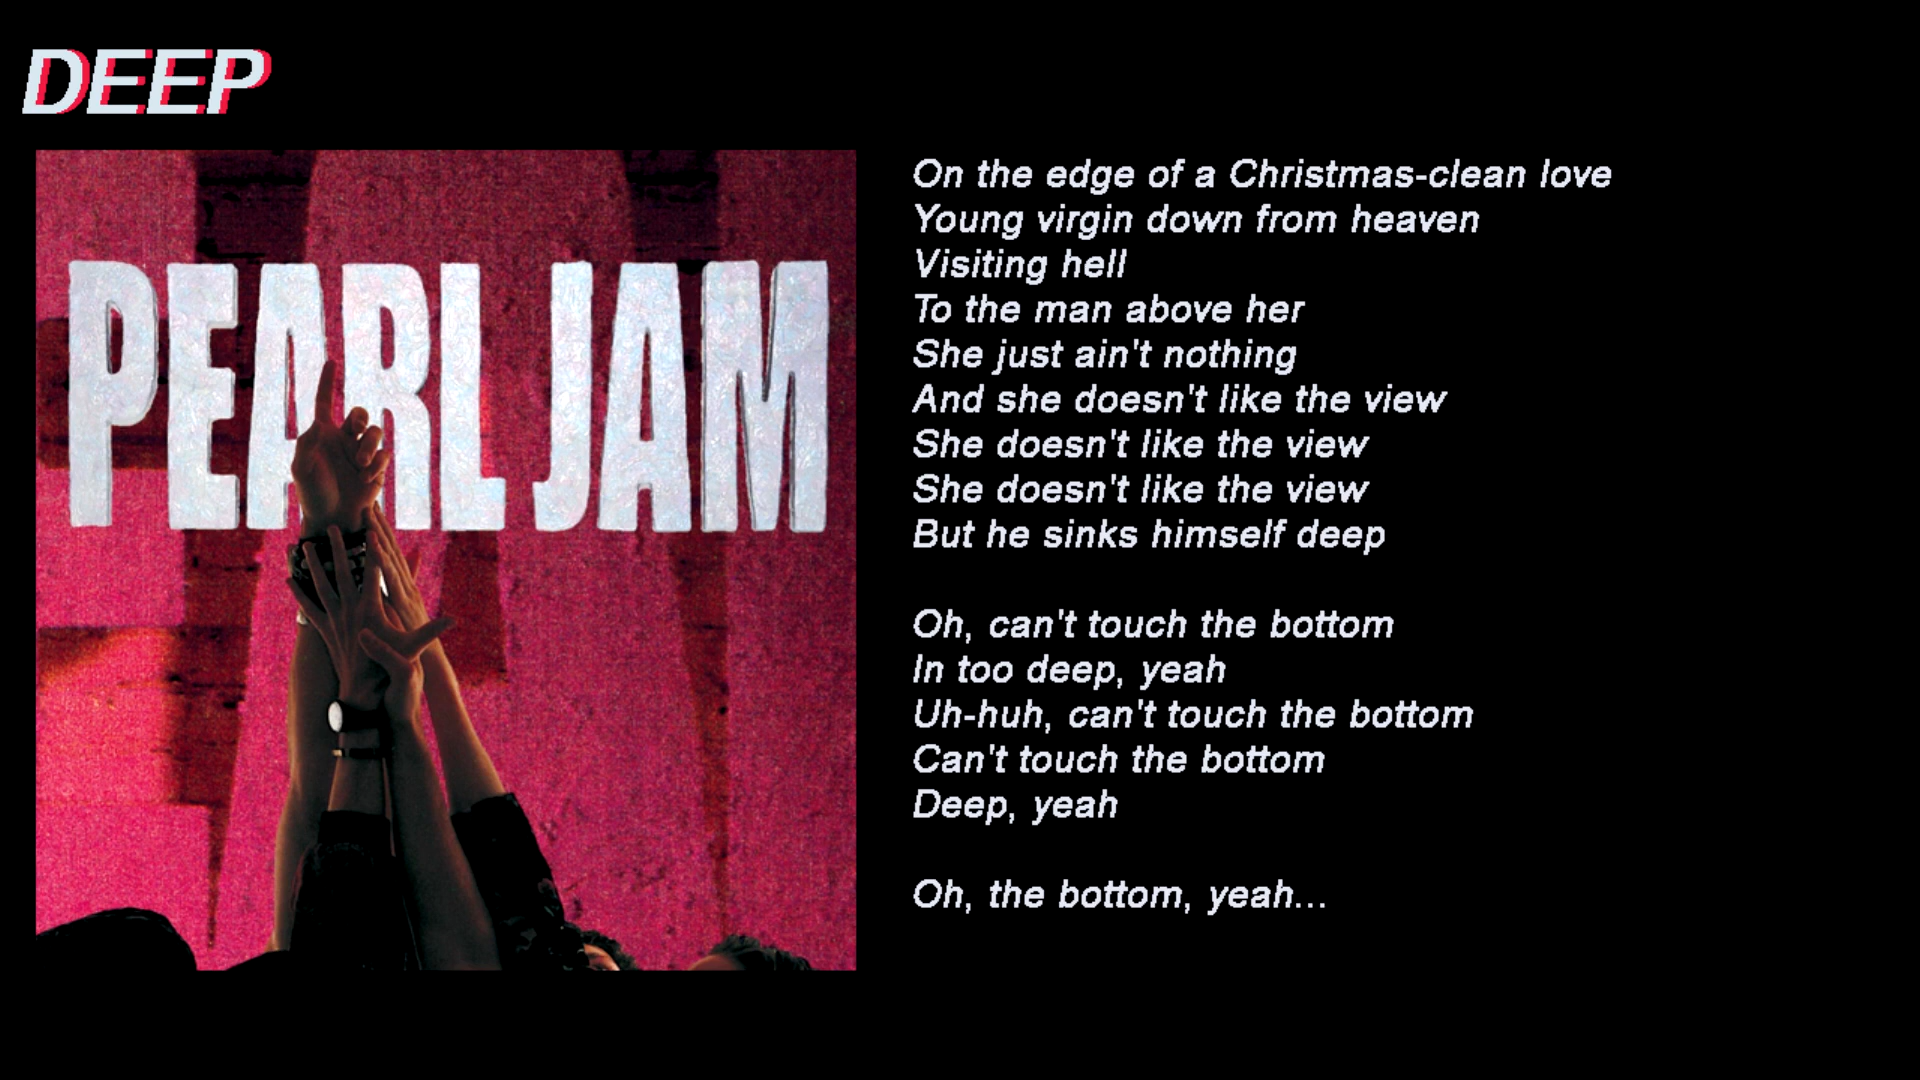 DEEP
PEARL JAM
On the edge of a Christmas-clean love
Young virgin down from heaven
Visiting hell
To the man above her
She just ain't nothing
And she doesn't like the view
She doesn't like the view
She doesn't like the view
But he sinks himself deep
Oh, can't touch the bottom
In too deep, yeah
Uh-huh, can't touch the bottom
Can't touch the bottom
Deep, yeah
Oh, the bottom, yeah...